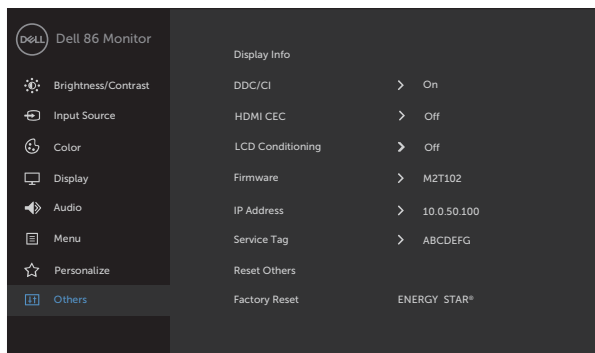 DELL Dell 86 Monitor
Display Info
Brightness/Contrast DDC/CI > On
Input Source HDMI CEC > Off
Color LCD Conditioning > Off
Display Firmware > M2T102
Audio IP Address > 10.0.50.100
Menu Service Tag > ABCDEFG
Personalize Reset Others
Others Factory Reset ENERGY STAR®